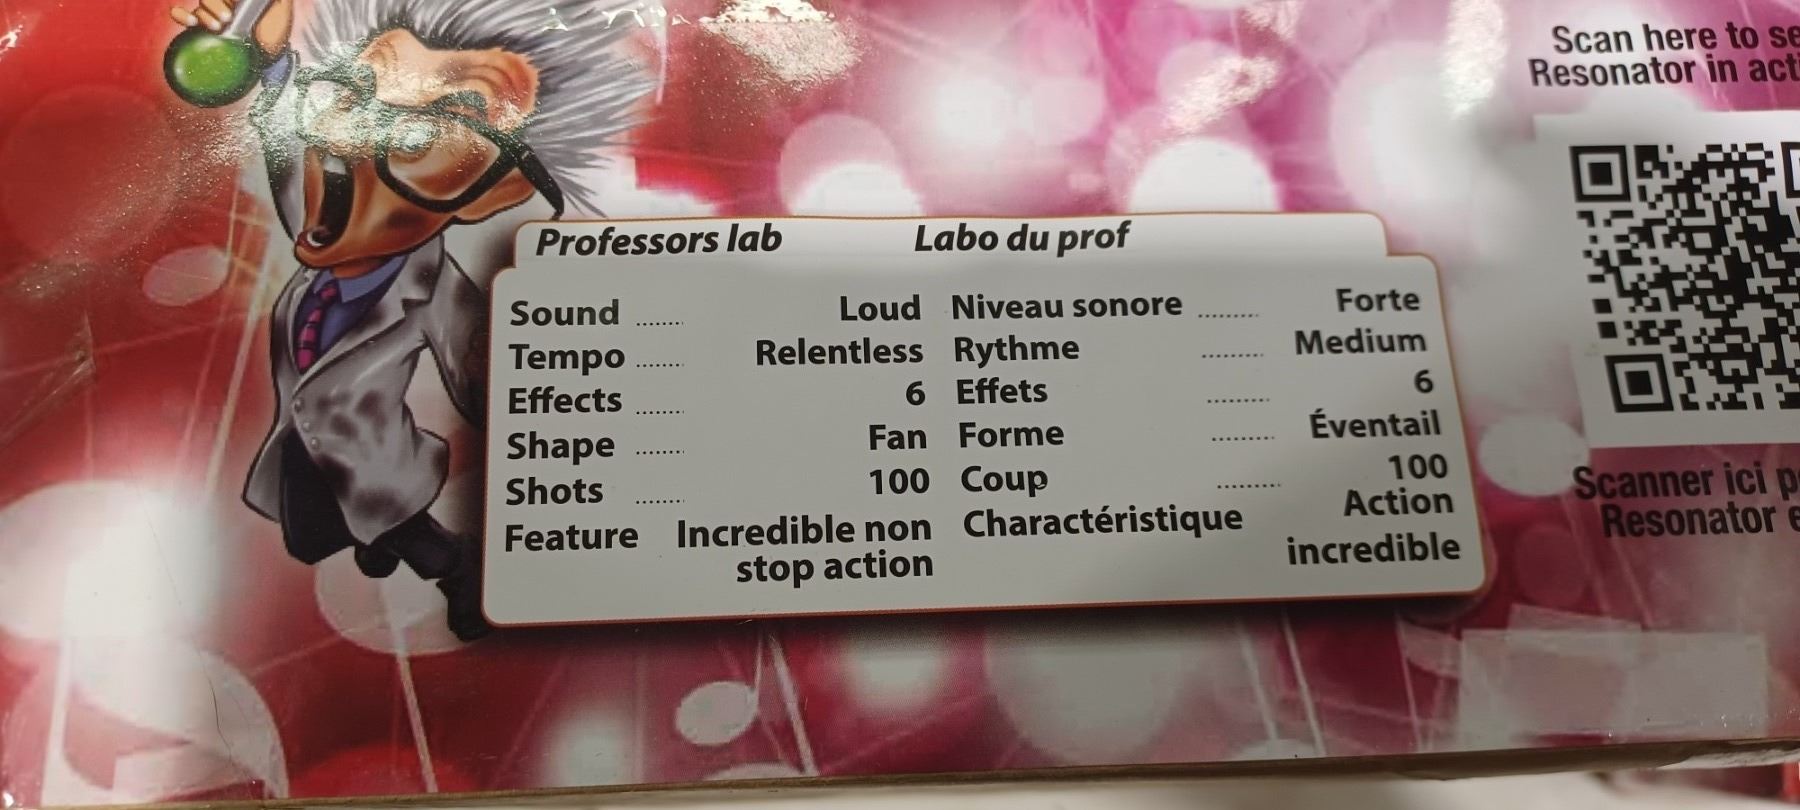 Scan here to
Resonator in
Professors lab Labo du prof
Sound ....... Loud Niveau sonore ......... Forte
Tempo ....... Relentless Rythme ......... Medium
Effects ....... 6 Effets ......... 6
Shape ....... Fan Forme ......... Éventail
Shots ....... 100 Coup ......... 100
Feature Incredible non Charactéristique Action
stop action incredible
Scanner ici
Resonator